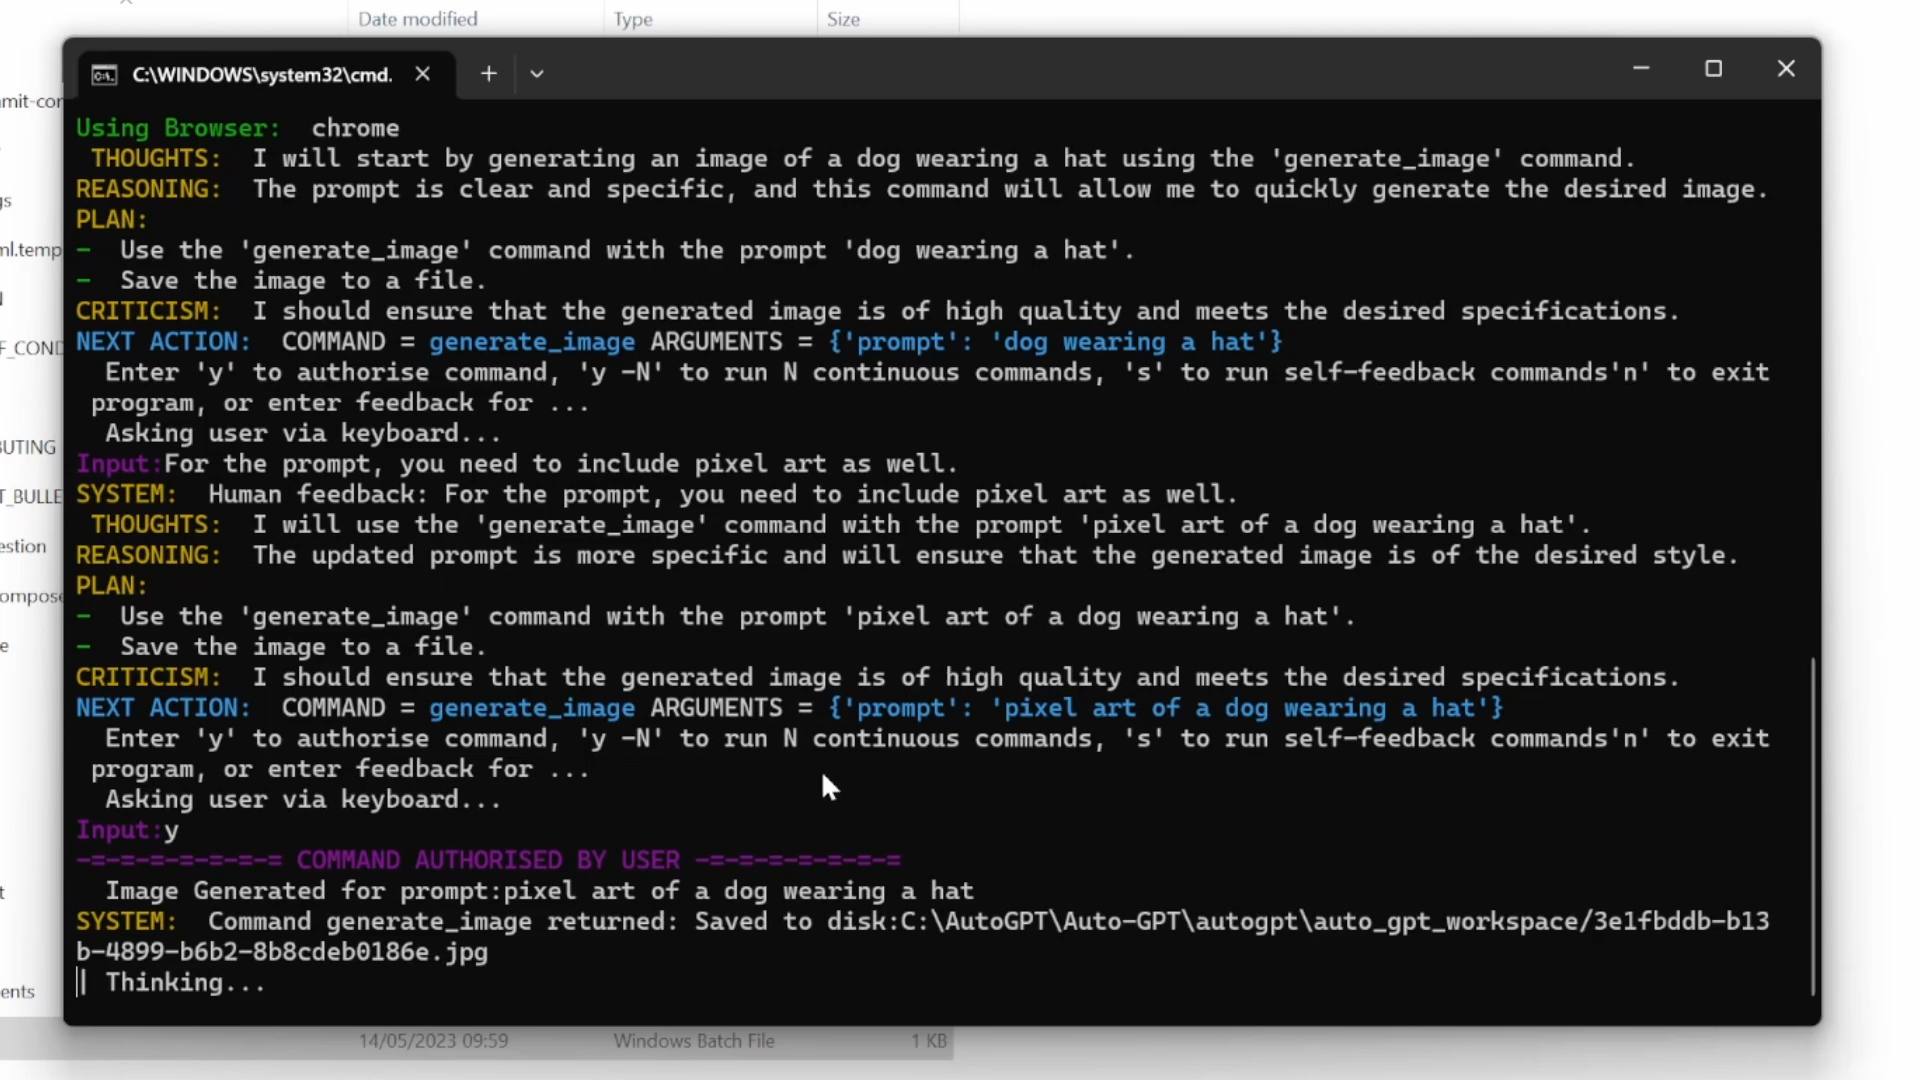 Date modified Type Size
C:\WINDOWS\system32\cmd.
mit-cor
gs
ml.temp
F_COND
BUTING
T_BULLE
estion
ompose
e
t
ents
Using Browser:  chrome
THOUGHTS:  I will start by generating an image of a dog wearing a hat using the 'generate_image' command.
REASONING:  The prompt is clear and specific, and this command will allow me to quickly generate the desired image.
PLAN:
-  Use the 'generate_image' command with the prompt 'dog wearing a hat'.
-  Save the image to a file.
CRITICISM:  I should ensure that the generated image is of high quality and meets the desired specifications.
NEXT ACTION:  COMMAND = generate_image ARGUMENTS = {'prompt': 'dog wearing a hat'}
Enter 'y' to authorise command, 'y -N' to run N continuous commands, 's' to run self-feedback commands'n' to exit
program, or enter feedback for ...
Asking user via keyboard...
Input:For the prompt, you need to include pixel art as well.
SYSTEM:  Human feedback: For the prompt, you need to include pixel art as well.
THOUGHTS:  I will use the 'generate_image' command with the prompt 'pixel art of a dog wearing a hat'.
REASONING:  The updated prompt is more specific and will ensure that the generated image is of the desired style.
PLAN:
-  Use the 'generate_image' command with the prompt 'pixel art of a dog wearing a hat'.
-  Save the image to a file.
CRITICISM:  I should ensure that the generated image is of high quality and meets the desired specifications.
NEXT ACTION:  COMMAND = generate_image ARGUMENTS = {'prompt': 'pixel art of a dog wearing a hat'}
Enter 'y' to authorise command, 'y -N' to run N continuous commands, 's' to run self-feedback commands'n' to exit
program, or enter feedback for ...
Asking user via keyboard...
Input:y
-=-=-=-=-=-=-= COMMAND AUTHORISED BY USER -=-=-=-=-=-=-=
Image Generated for prompt:pixel art of a dog wearing a hat
SYSTEM:  Command generate_image returned: Saved to disk:C:\AutoGPT\Auto-GPT\autogpt\auto_gpt_workspace/3e1fbddb-b13
b-4899-b6b2-8b8cdeb0186e.jpg
| Thinking...
14/05/2023 09:59 Windows Batch File 1 KB